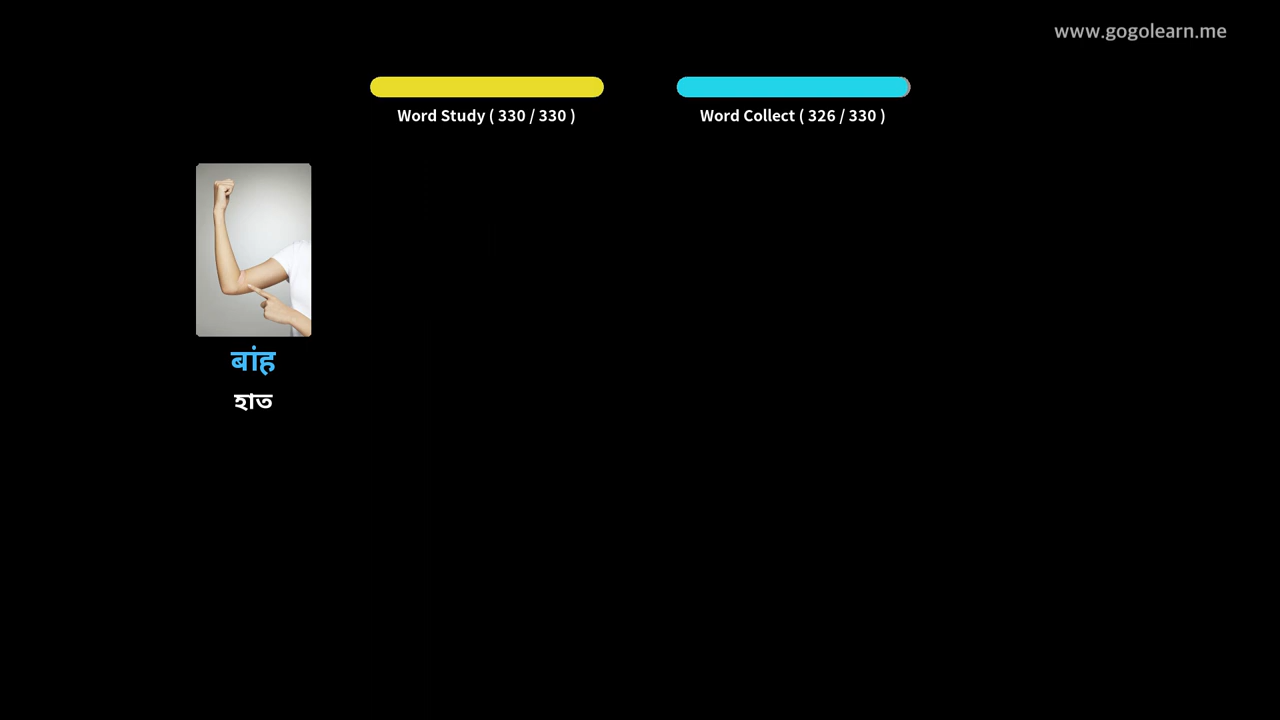 www.gogolearn.me
Word Study ( 330 / 330 )
Word Collect ( 326 / 330 )
बांह
হাত